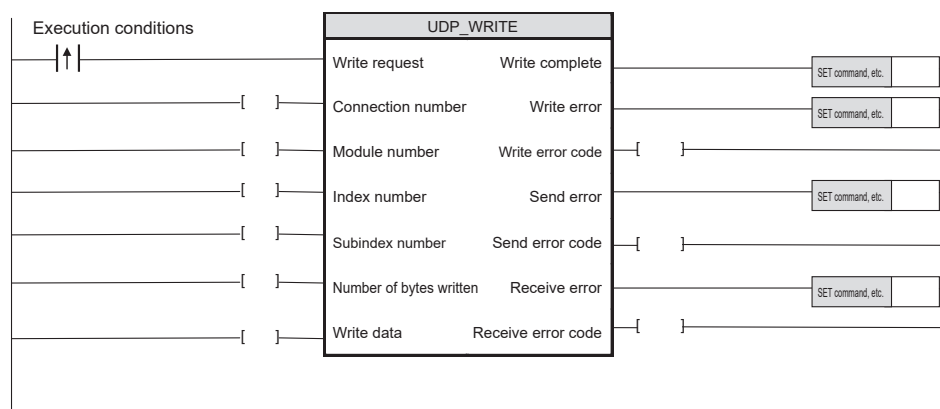 Execution conditions
UDP_WRITE
Write request Write complete
SET command, etc.
Connection number Write error
SET command, etc.
Module number Write error code
Index number Send error
SET command, etc.
Subindex number Send error code
Number of bytes written Receive error
SET command, etc.
Write data Receive error code